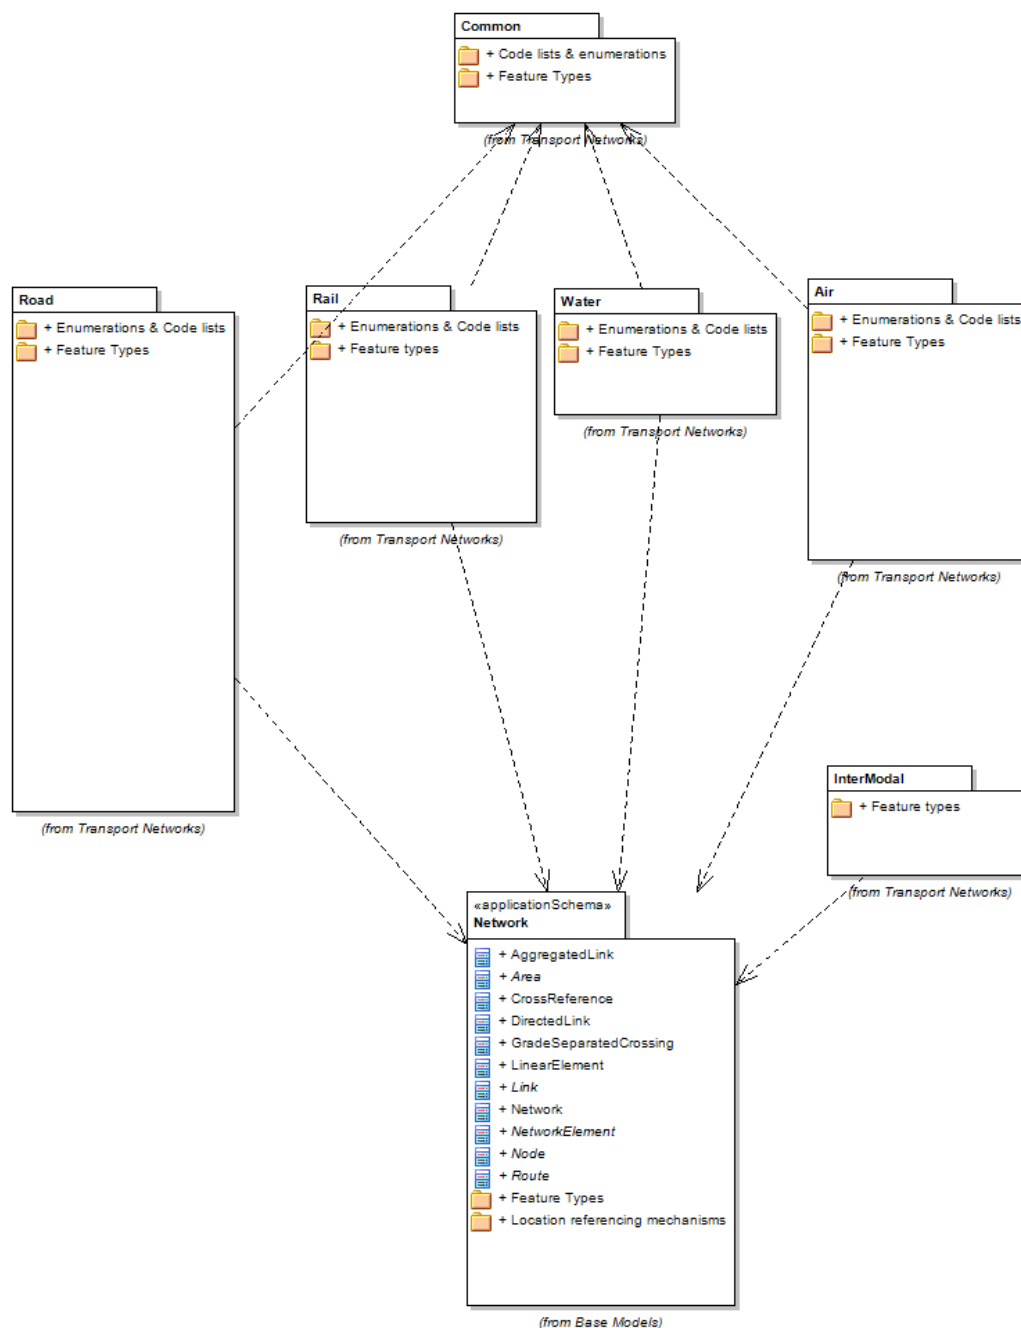 Common
+ Code lists & enumerations
+ Feature Types
(from Transport Networks)
Road
+ Enumerations & Code lists
+ Feature Types
(from Transport Networks)
Rail
+ Enumerations & Code lists
+ Feature types
(from Transport Networks)
Water
+ Enumerations & Code lists
+ Feature Types
(from Transport Networks)
Air
+ Enumerations & Code lists
+ Feature Types
(from Transport Networks)
InterModal
+ Feature types
(from Transport Networks)
«applicationSchema»
Network
+ AggregatedLink
+ Area
+ CrossReference
+ DirectedLink
+ GradeSeparatedCrossing
+ LinearElement
+ Link
+ Network
+ NetworkElement
+ Node
+ Route
+ Feature Types
+ Location referencing mechanisms
(from Base Models)